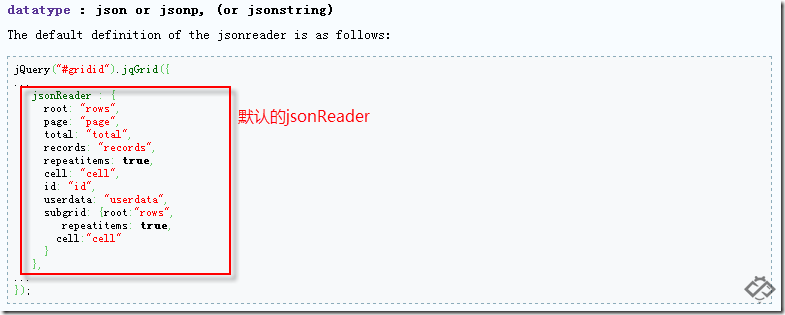 datatype : json or jsonp, (or jsonstring)
The default definition of the jsonreader is as follows:
jQuery("#gridid").jqGrid({
...
jsonReader : {
root: "rows",
page: "page",
total: "total",
records: "records",
repeatitems: true,
cell: "cell",
id: "id",
userdata: "userdata",
subgrid: {root:"rows",
repeatitems: true,
cell:"cell"
}
},
...
});
默认的jsonReader